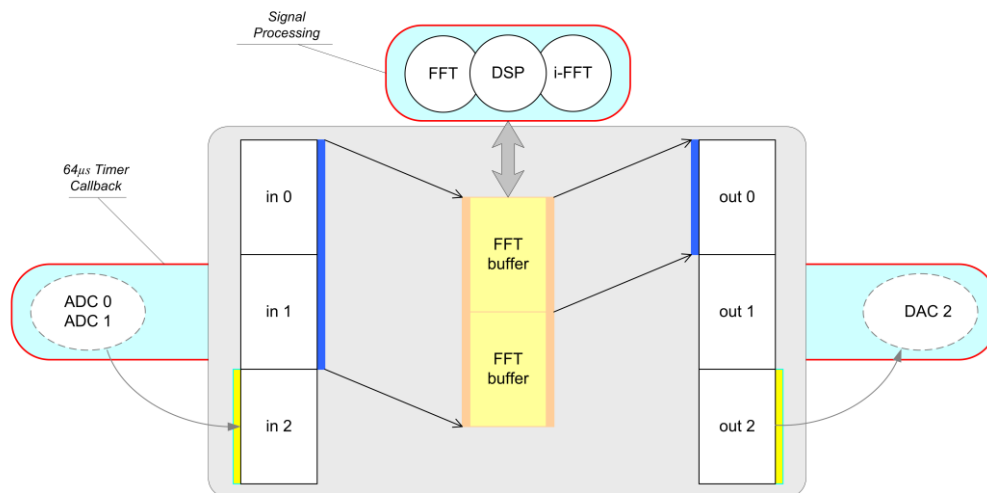 Signal
Processing
FFT DSP i-FFT
64μs Timer
Callback
in 0
out 0
FFT
buffer
ADC 0
ADC 1
in 1
out 1
DAC 2
FFT
buffer
in 2
out 2